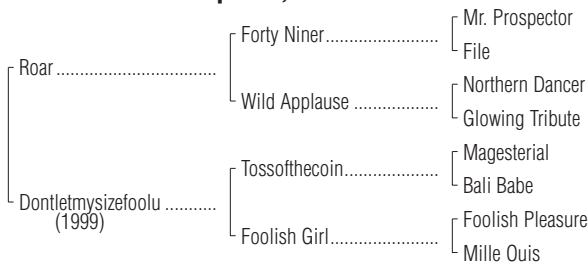 Mr. Prospector
Forty Niner..............................
File
Roar ..................................
Northern Dancer
Wild Applause ......................
Glowing Tribute
Magesterial
Tossofthecoin.........................
Bali Babe
Dontletmysizefoolu ...........
(1999)
Foolish Pleasure
Foolish Girl.............................
Mille Ouis